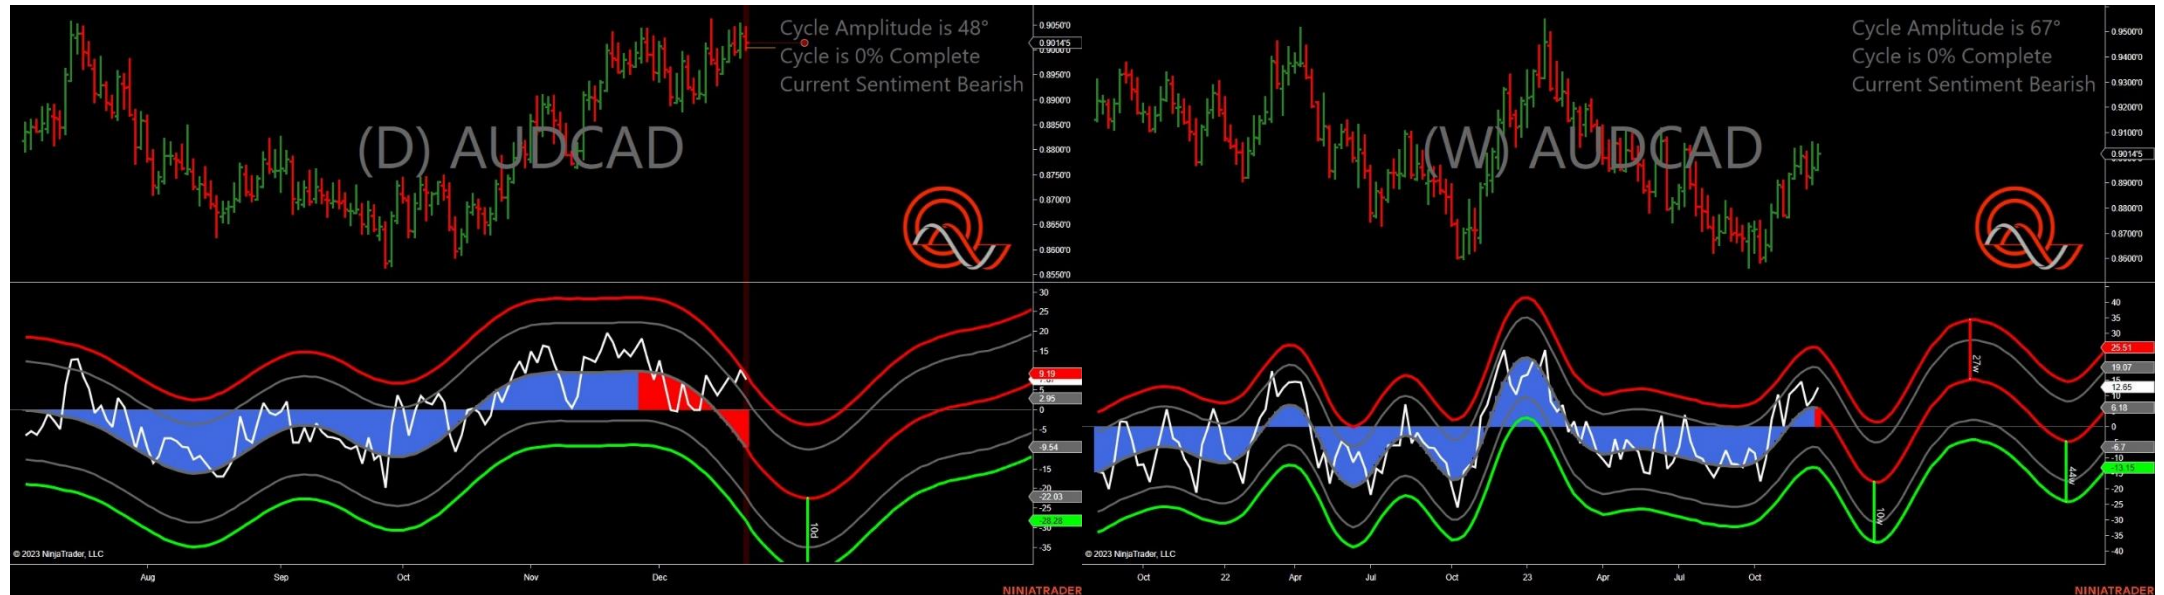 Cycle Amplitude is 48°
Cycle is 0% Complete
Current Sentiment Bearish
(D) AUDCAD
0.9050'0
0.9014'5
0.8950'0
0.8900'0
0.8850'0
0.8800'0
0.8750'0
0.8700'0
0.8650'0
0.8600'0
0.8550'0
30
25
20
15
9.19
5
2.95
0
-5
-9.54
-15
-20
-22.03
-28.28
-30
-35
10d
© 2023 NinjaTrader, LLC
Aug
Sep
Oct
Nov
Dec
NINJATRADER
Cycle Amplitude is 67°
Cycle is 0% Complete
Current Sentiment Bearish
(W) AUDCAD
0.9500'0
0.9400'0
0.9300'0
0.9200'0
0.9100'0
0.9014'5
0.8900'0
0.8800'0
0.8700'0
0.8600'0
40
35
30
25.51
19.07
15
12.65
10
6.18
0
-6.7
-10
-13.15
-20
-25
-30
-35
-40
27w
10w
44w
© 2023 NinjaTrader, LLC
Oct
22
Apr
Jul
Oct
23
Apr
Jul
Oct
NINJATRADER